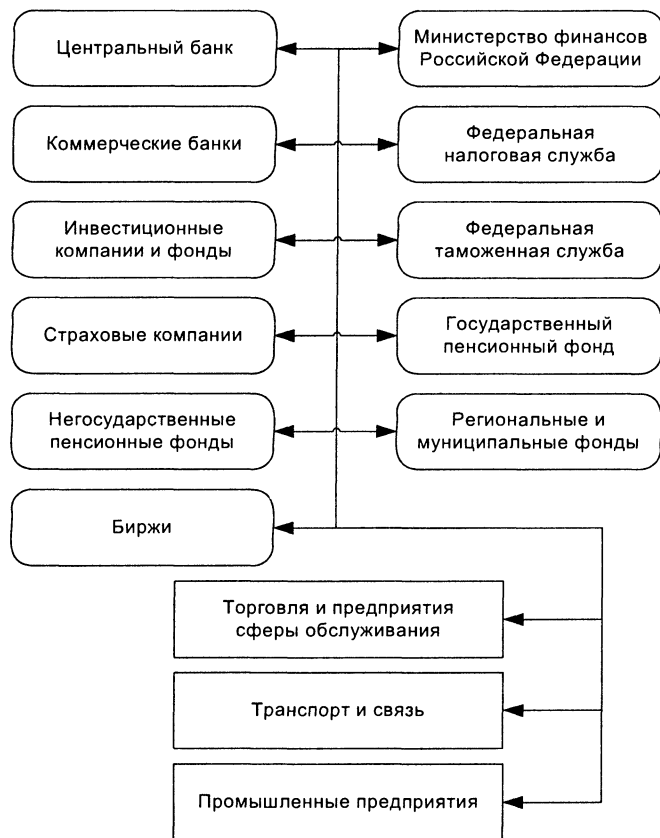 Центральный банк
Министерство финансов
Российской Федерации
Коммерческие банки
Федеральная
налоговая служба
Инвестиционные
компании и фонды
Федеральная
таможенная служба
Страховые компании
Государственный
пенсионный фонд
Негосударственные
пенсионные фонды
Региональные и
муниципальные фонды
Биржи
Торговля и предприятия
сферы обслуживания
Транспорт и связь
Промышленные предприятия